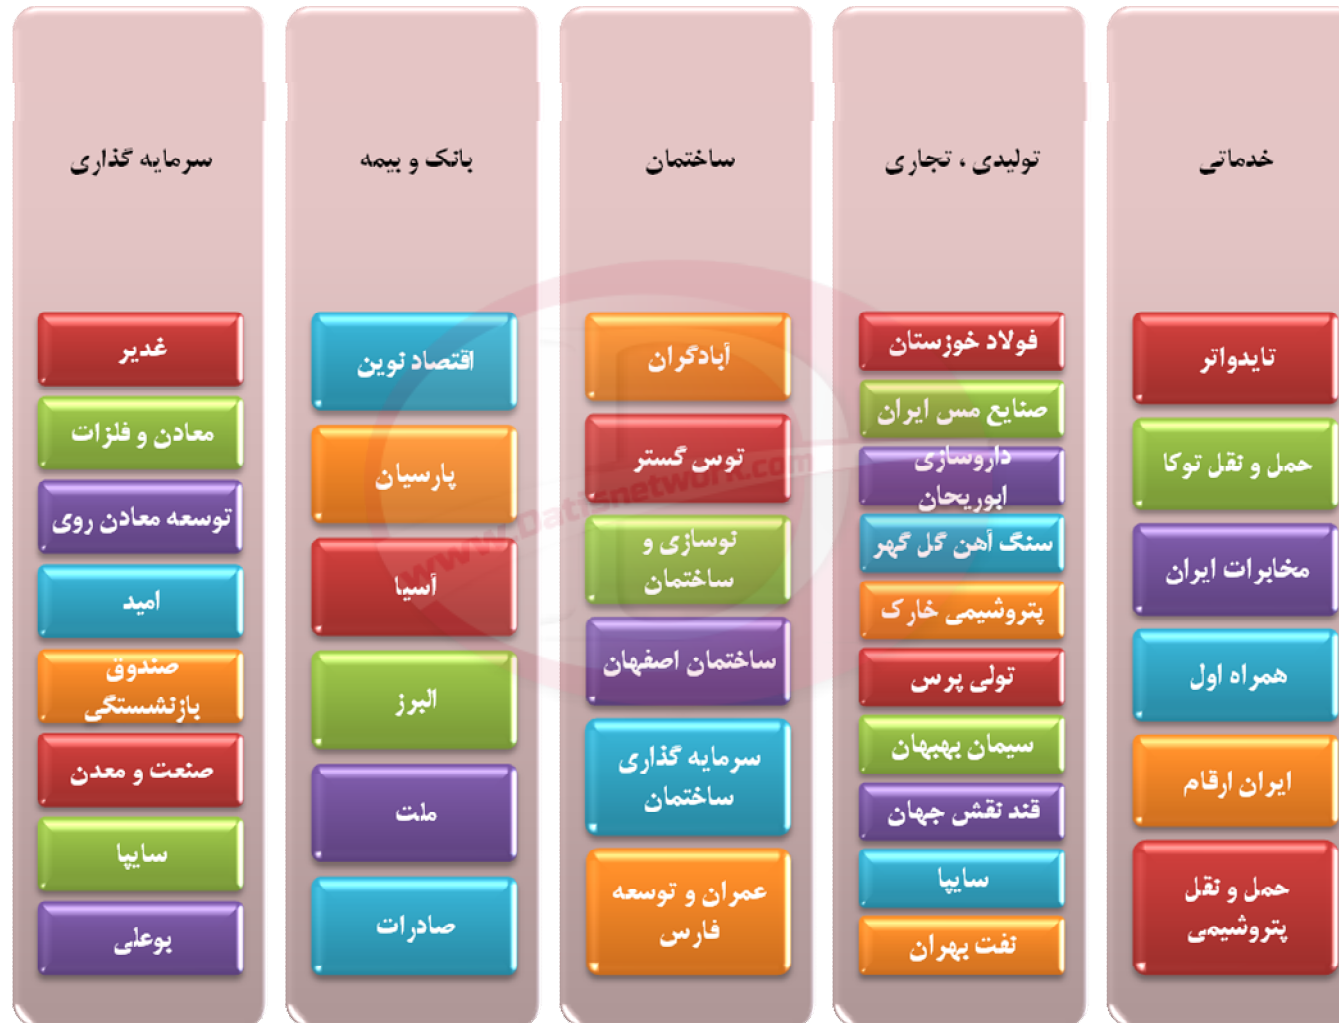 خدماتی
تایدواتر
حمل و نقل توکا
مخابرات ایران
همراه اول
ایران ارقام
حمل و نقل
پتروشیمی
تولیدی ، تجاری
فولاد خوزستان
صنایع مس ایران
داروسازی
ابوریحان
سنگ آهن گل گهر
پتروشیمی خارک
تولی پرس
سیمان بهبهان
قند نقش جهان
سایپا
نفت بهران
ساختمان
آبادگران
توس گستر
نوسازی و
ساختمان
ساختمان اصفهان
سرمایه گذاری
ساختمان
عمران و توسعه
فارس
بانک و بیمه
اقتصاد نوین
پارسیان
آسیا
البرز
ملت
صادرات
سرمایه گذاری
غدیر
معادن و فلزات
توسعه معادن روی
امید
صندوق
بازنشستگی
صنعت و معدن
سایپا
بوعلی
www.Datisnetwork.com